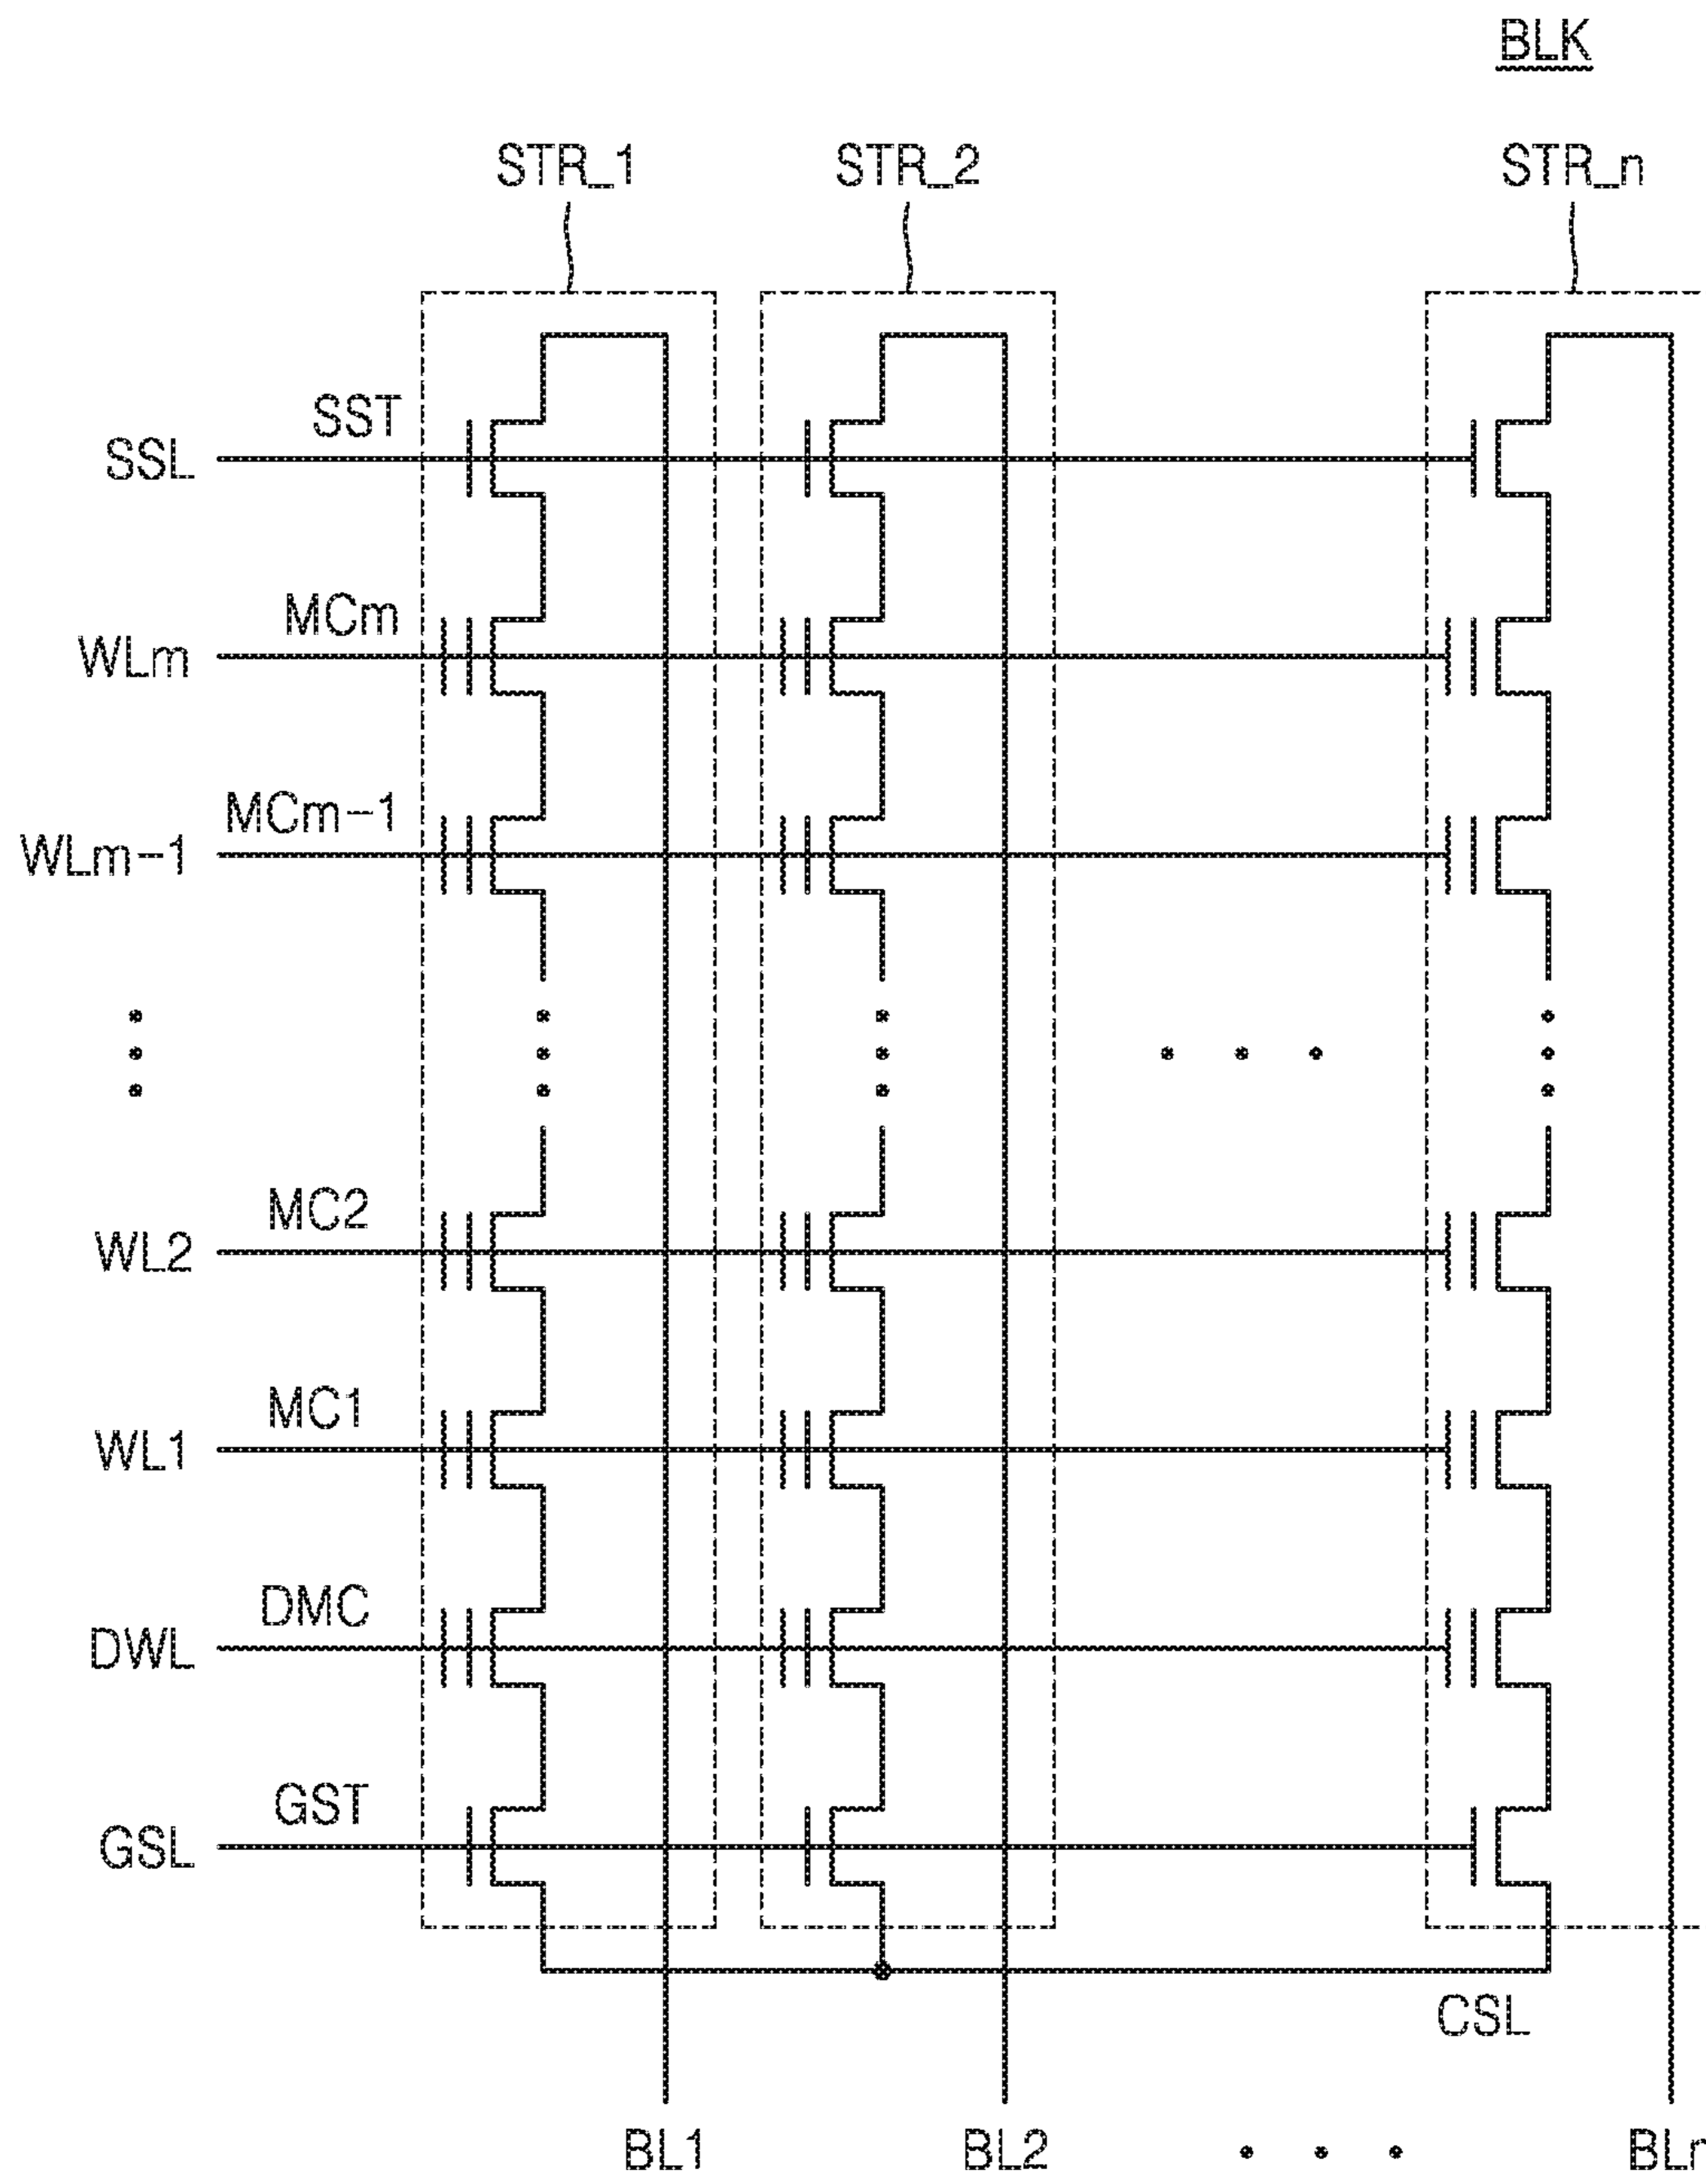 BLK
STR_1 STR_2 STR_n
SST
SSL
MCm
WLm
MCm-1
WLm-1
MC2
WL2
MC1
WL1
DMC
DWL
GST
GSL
CSL
BL1 BL2